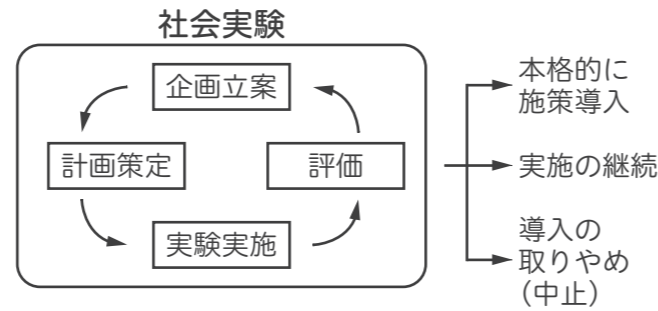 社会実験
企画立案
計画策定
評価
実験実施
本格的に
施策導入
実施の継続
導入の
取りやめ
（中止）